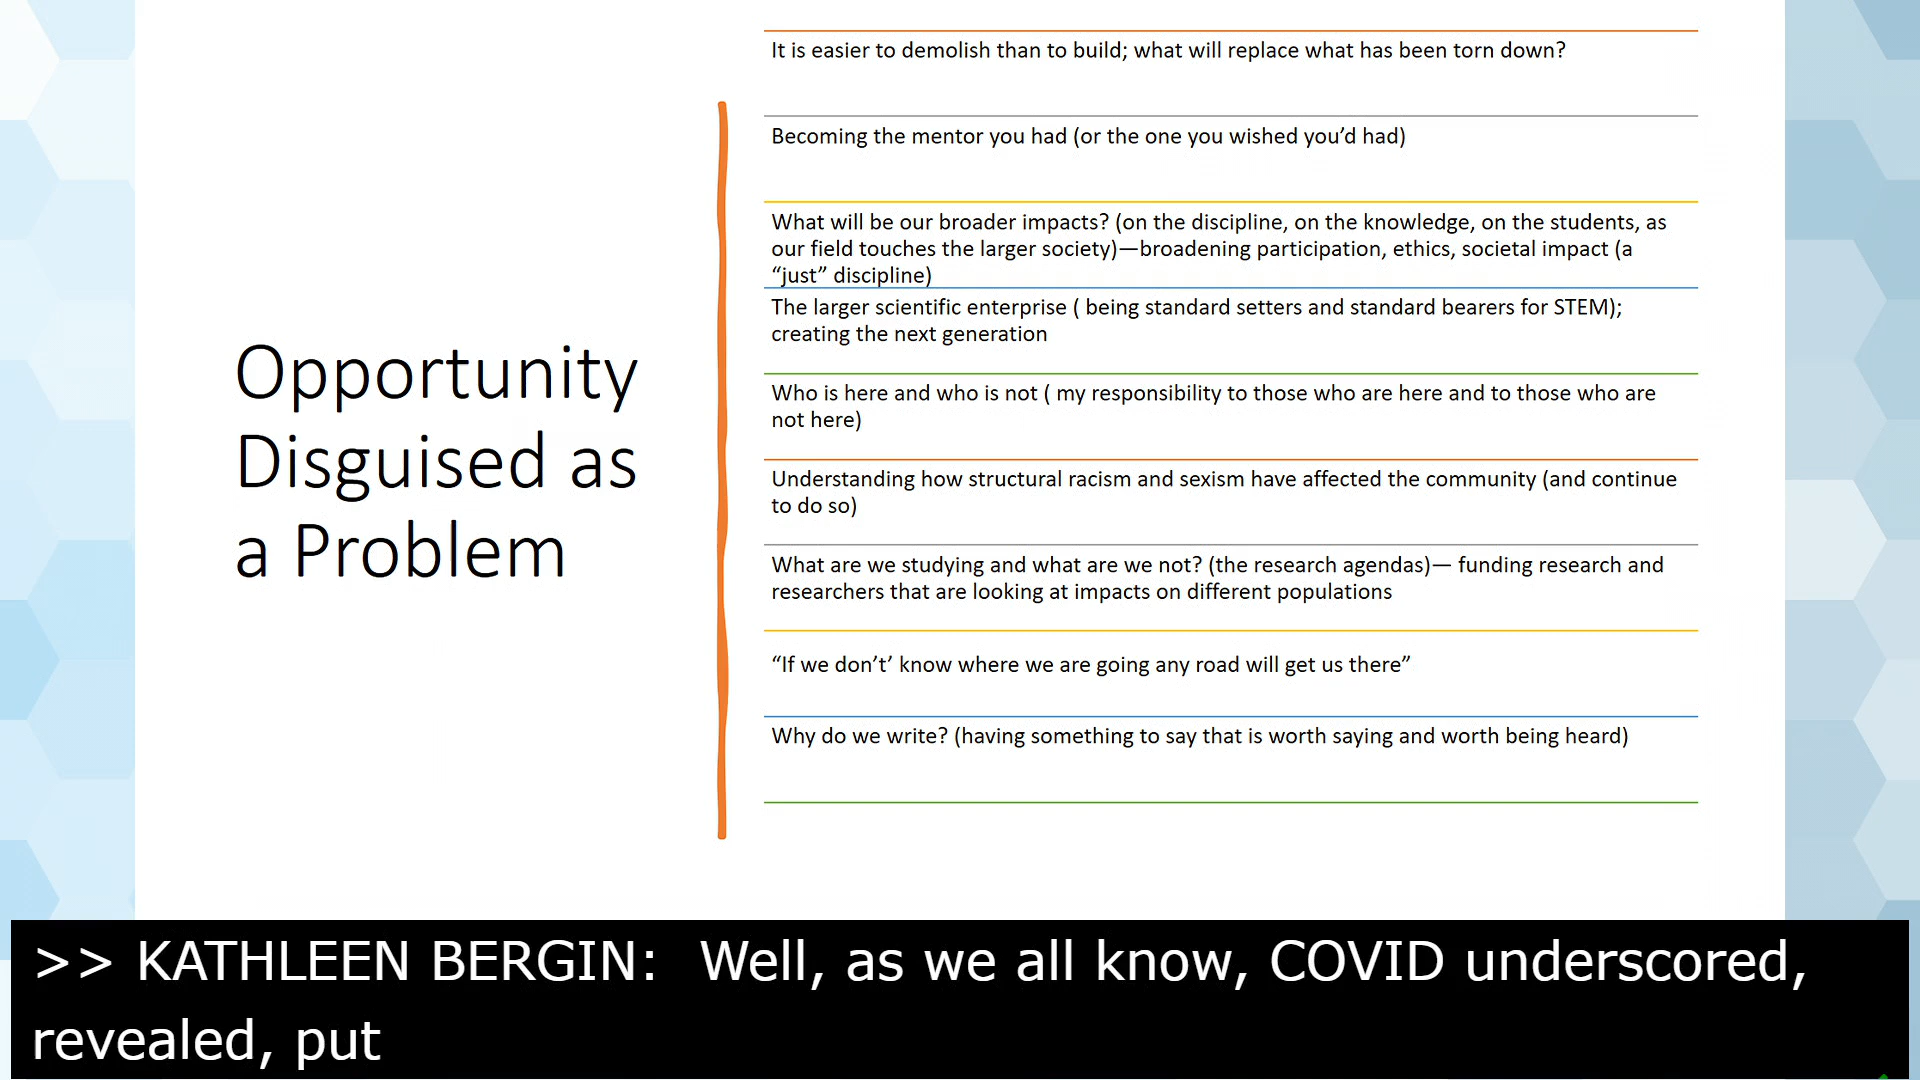 Opportunity
Disguised as
a Problem
It is easier to demolish than to build; what will replace what has been torn down?
Becoming the mentor you had (or the one you wished you’d had)
What will be our broader impacts? (on the discipline, on the knowledge, on the students, as
our field touches the larger society)—broadening participation, ethics, societal impact (a
“just” discipline)
The larger scientific enterprise ( being standard setters and standard bearers for STEM);
creating the next generation
Who is here and who is not ( my responsibility to those who are here and to those who are
not here)
Understanding how structural racism and sexism have affected the community (and continue
to do so)
What are we studying and what are we not? (the research agendas)— funding research and
researchers that are looking at impacts on different populations
“If we don’t’ know where we are going any road will get us there”
Why do we write? (having something to say that is worth saying and worth being heard)
>> KATHLEEN BERGIN:  Well, as we all know, COVID underscored,
revealed, put